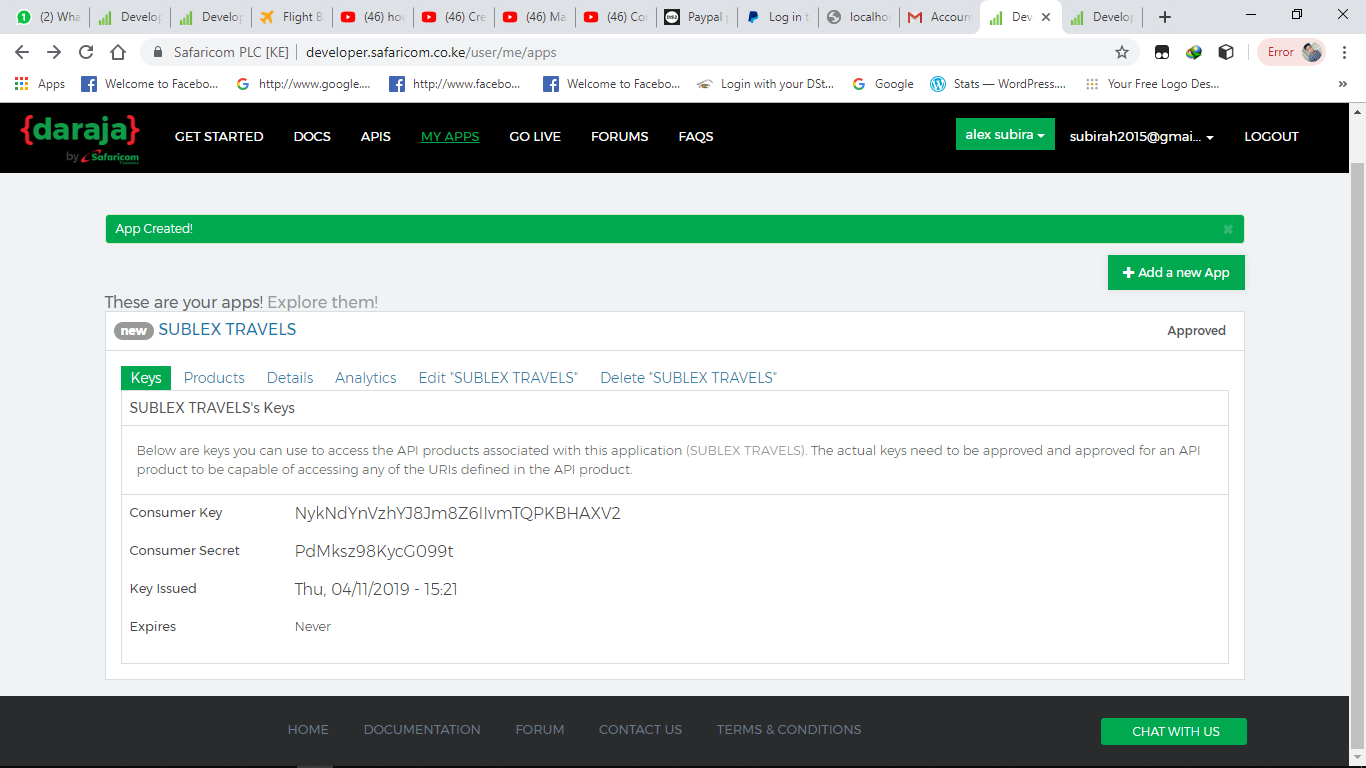 (2) Wha
Develop
Develop
Flight B
(46) hov
(46) Cre
(46) Ma
(46) Co
Paypal
Log in t
localhos
Accoun
Dev
Develop
Safaricom PLC [KE] | developer.safaricom.co.ke/user/me/apps
Error
Apps
Welcome to Facebo...
http://www.google....
http://www.facebo...
Welcome to Facebo...
Login with your DSt...
Google
Stats — WordPress....
Your Free Logo Des...
{daraja}
by Safaricom
GET STARTED
DOCS
APIS
MY APPS
GO LIVE
FORUMS
FAQS
alex subira
subirah2015@gmai...
LOGOUT
App Created!
Add a new App
These are your apps! Explore them!
new SUBLEX TRAVELS
Approved
Keys
Products
Details
Analytics
Edit "SUBLEX TRAVELS"
Delete "SUBLEX TRAVELS"
SUBLEX TRAVELS's Keys
Below are keys you can use to access the API products associated with this application (SUBLEX TRAVELS). The actual keys need to be approved and approved for an API
product to be capable of accessing any of the URIs defined in the API product.
Consumer Key NykNdYnVzhYJ8Jm8Z6IIvmTQPKBHAXV2
Consumer Secret PdMksz98KycG099t
Key Issued Thu, 04/11/2019 - 15:21
Expires Never
HOME
DOCUMENTATION
FORUM
CONTACT US
TERMS & CONDITIONS
CHAT WITH US